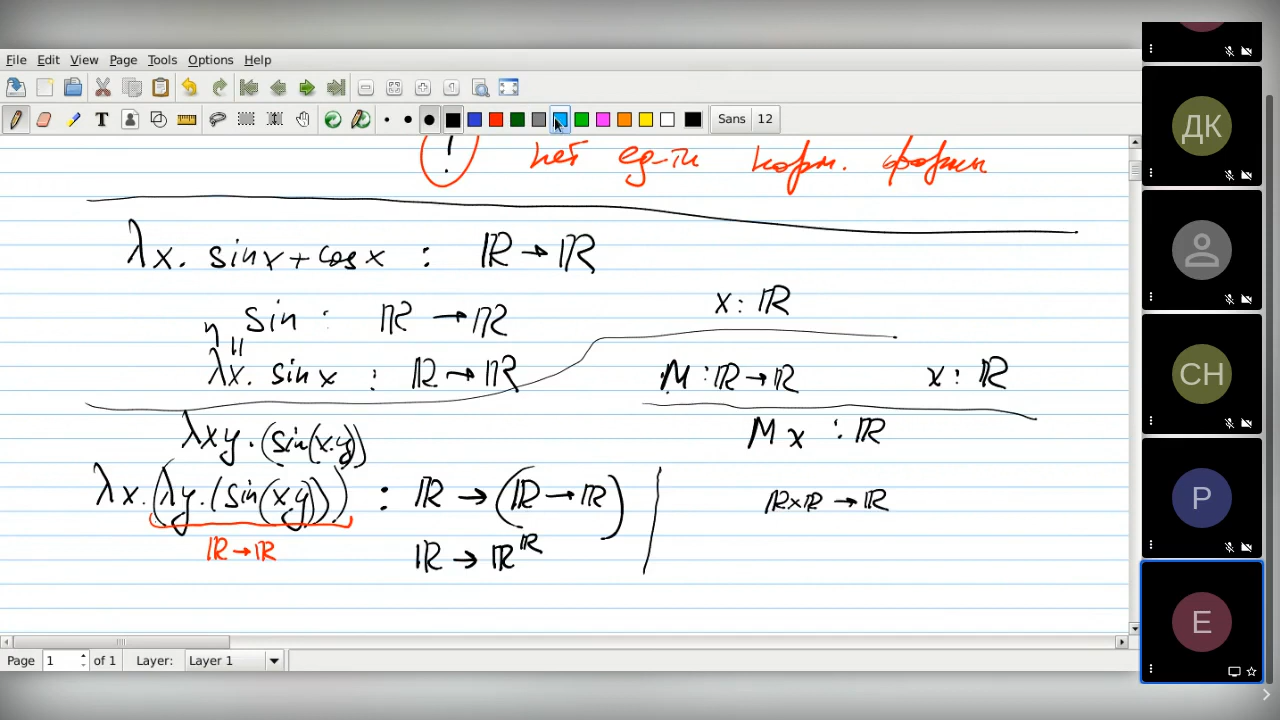 File Edit View Page Tools Options Help
Sans 12
! нет ед-ти норм. формы
λx. sin x + cos x : ℝ → ℝ
sin : ℝ → ℝ
η ||
λx. sin x : ℝ → ℝ
x : ℝ
M : ℝ → ℝ x : ℝ
M x : ℝ
λxy. (sin(x·y))
λx. (λy. (sin(xy))) : ℝ → (ℝ → ℝ)
ℝ → ℝ
ℝ → ℝ^ℝ
ℝ×ℝ → ℝ
Page 1 of 1 Layer: Layer 1
ДК
CH
P
E